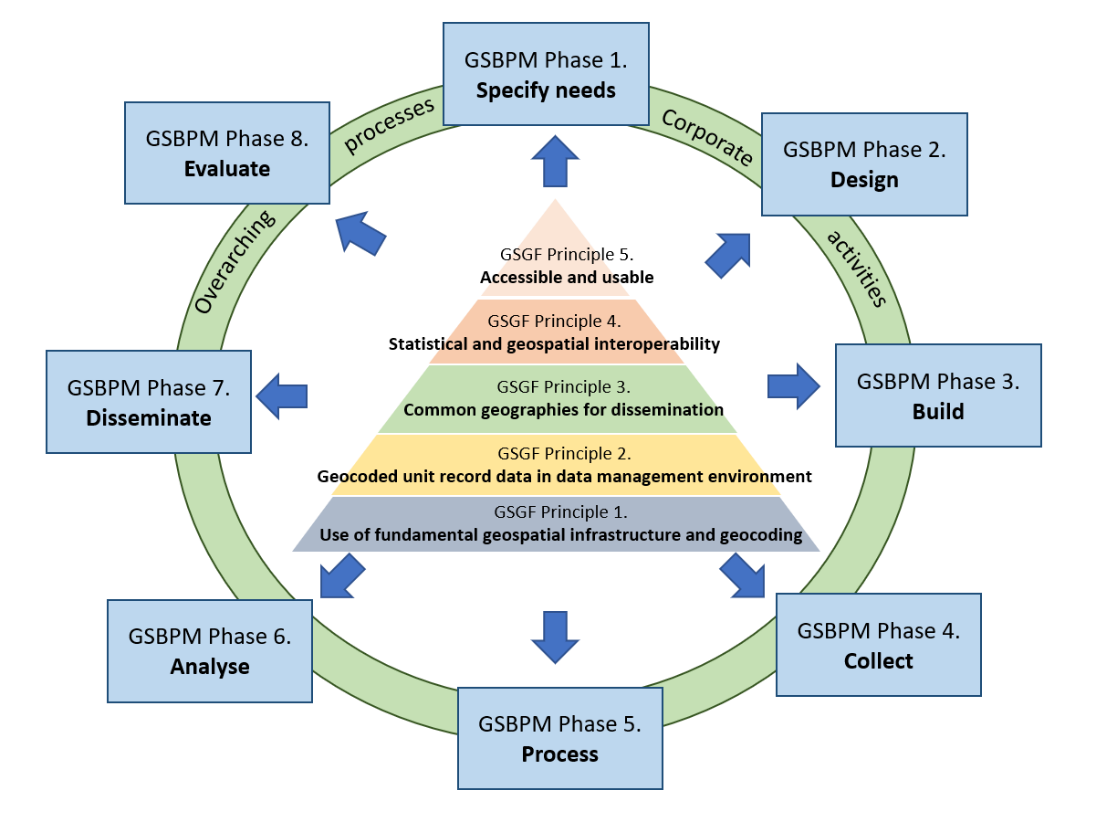 GSBPM Phase 1.
Specify needs
GSBPM Phase 2.
Design
GSBPM Phase 3.
Build
GSBPM Phase 4.
Collect
GSBPM Phase 5.
Process
GSBPM Phase 6.
Analyse
GSBPM Phase 7.
Disseminate
GSBPM Phase 8.
Evaluate
Overarching
processes
Corporate
activities
GSGF Principle 5.
Accessible and usable
GSGF Principle 4.
Statistical and geospatial interoperability
GSGF Principle 3.
Common geographies for dissemination
GSGF Principle 2.
Geocoded unit record data in data management environment
GSGF Principle 1.
Use of fundamental geospatial infrastructure and geocoding